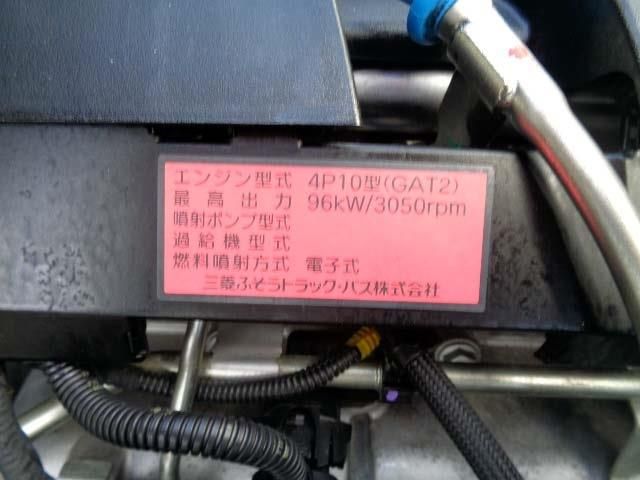 エンジン型式 4P10型(GAT2)
最高出力 96kW/3050rpm
噴射ポンプ型式
過給機型式
燃料噴射方式 電子式
三菱ふそうトラック・バス株式会社